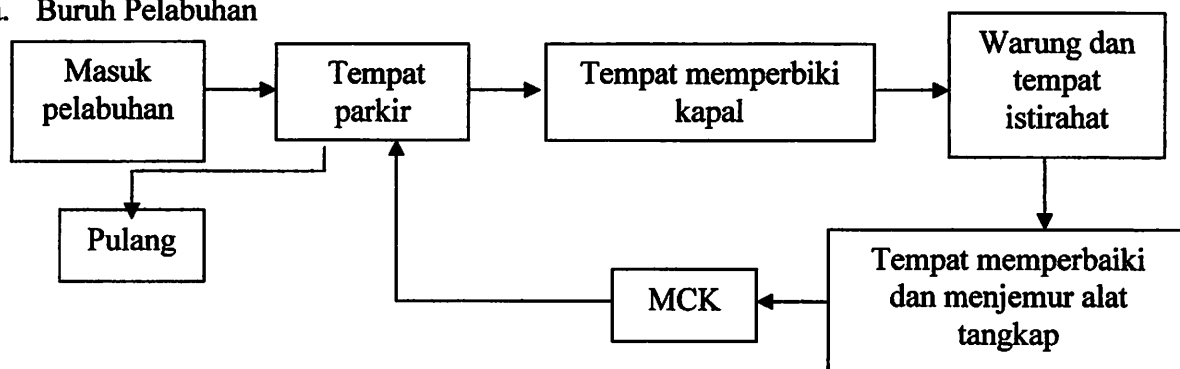 Buruh Pelabuhan
Masuk
pelabuhan
Tempat
parkir
Tempat memperbiki
kapal
Warung dan
tempat
istirahat
Pulang
MCK
Tempat memperbaiki
dan menjemur alat
tangkap